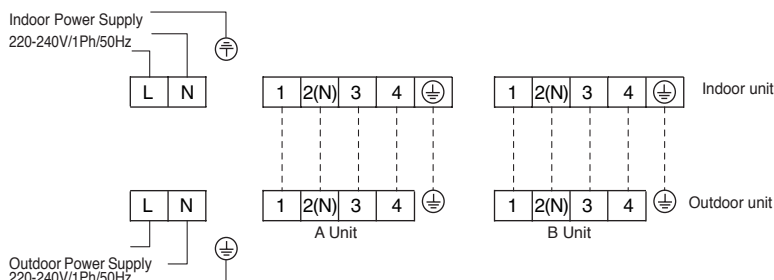 Indoor Power Supply
220-240V/1Ph/50Hz
L N 1 2(N) 3 4 1 2(N) 3 4 Indoor unit
L N 1 2(N) 3 4 1 2(N) 3 4 Outdoor unit
A Unit B Unit
Outdoor Power Supply
220-240V/1Ph/50Hz